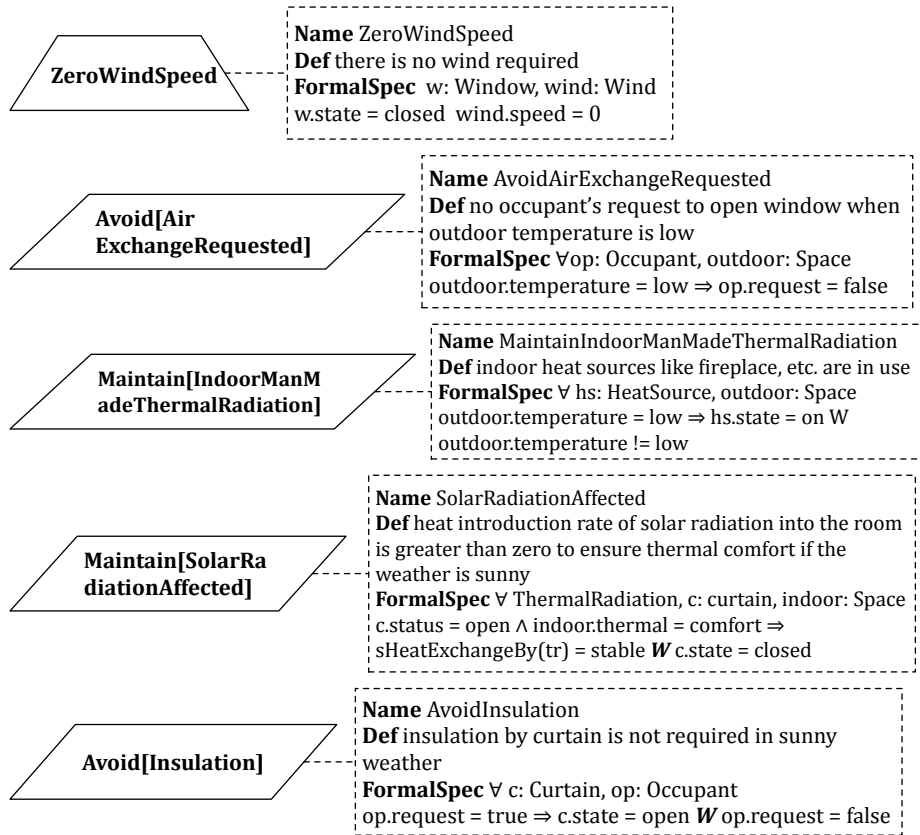 ZeroWindSpeed
Name ZeroWindSpeed
Def there is no wind required
FormalSpec w: Window, wind: Wind
w.state = closed wind.speed = 0
Avoid[Air
ExchangeRequested]
Name AvoidAirExchangeRequested
Def no occupant's request to open window when
outdoor temperature is low
FormalSpec ∀op: Occupant, outdoor: Space
outdoor.temperature = low ⇒ op.request = false
Maintain[IndoorManM
adeThermalRadiation]
Name MaintainIndoorManMadeThermalRadiation
Def indoor heat sources like fireplace, etc. are in use
FormalSpec ∀ hs: HeatSource, outdoor: Space
outdoor.temperature = low ⇒ hs.state = on W
outdoor.temperature != low
Maintain[SolarRa
diationAffected]
Name SolarRadiationAffected
Def heat introduction rate of solar radiation into the room
is greater than zero to ensure thermal comfort if the
weather is sunny
FormalSpec ∀ ThermalRadiation, c: curtain, indoor: Space
c.status = open ∧ indoor.thermal = comfort ⇒
sHeatExchangeBy(tr) = stable W c.state = closed
Avoid[Insulation]
Name AvoidInsulation
Def insulation by curtain is not required in sunny
weather
FormalSpec ∀ c: Curtain, op: Occupant
op.request = true ⇒ c.state = open W op.request = false